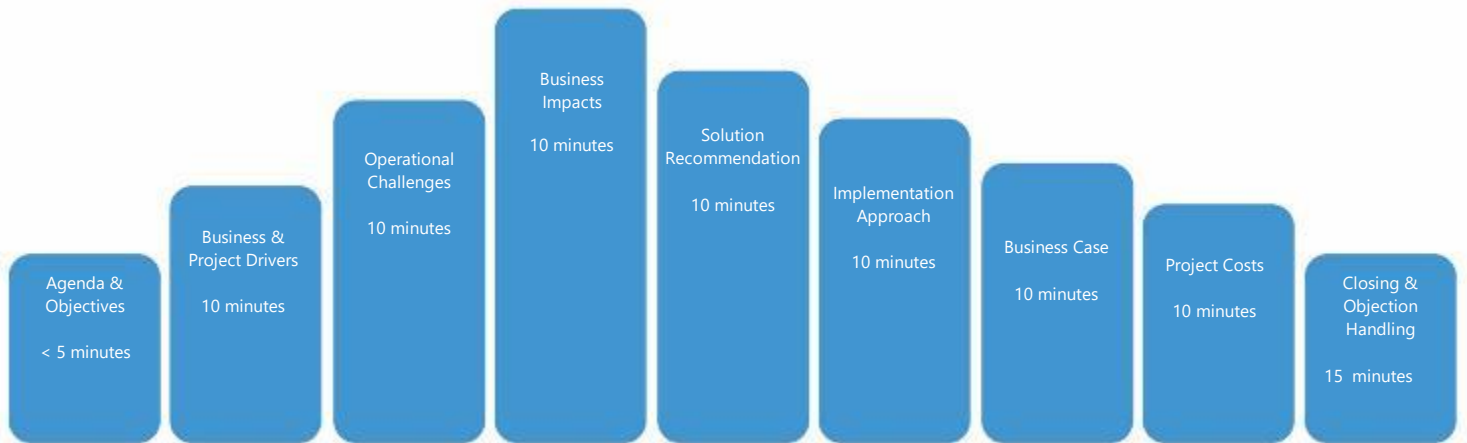 Agenda &
Objectives
< 5 minutes
Business &
Project Drivers
10 minutes
Operational
Challenges
10 minutes
Business
Impacts
10 minutes
Solution
Recommendation
10 minutes
Implementation
Approach
10 minutes
Business Case
10 minutes
Project Costs
10 minutes
Closing &
Objection
Handling
15  minutes